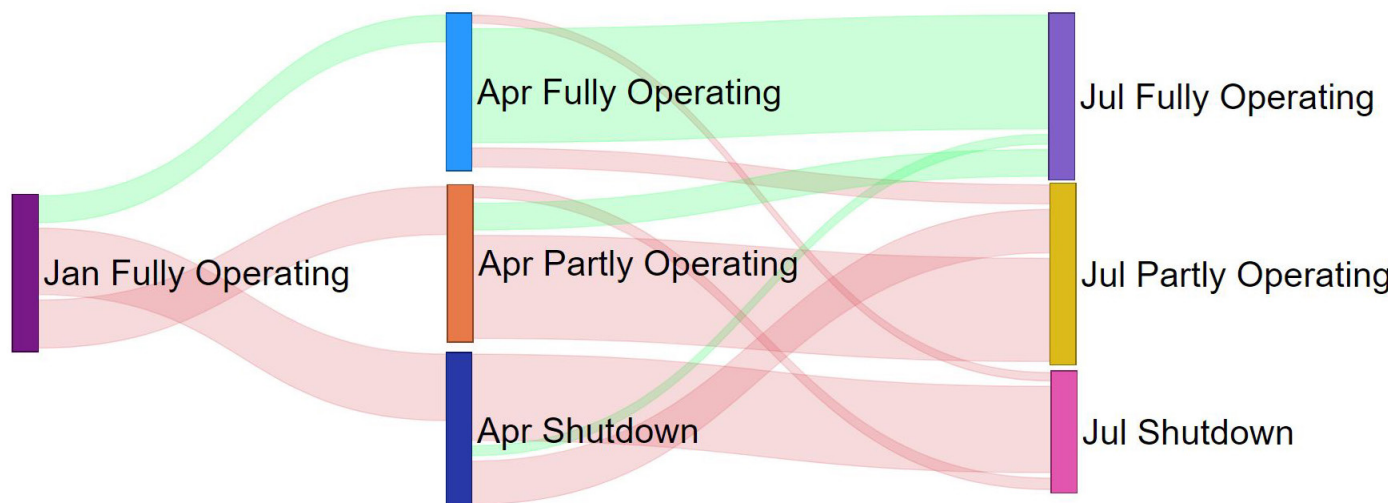 Jan Fully Operating
Apr Fully Operating
Apr Partly Operating
Apr Shutdown
Jul Fully Operating
Jul Partly Operating
Jul Shutdown